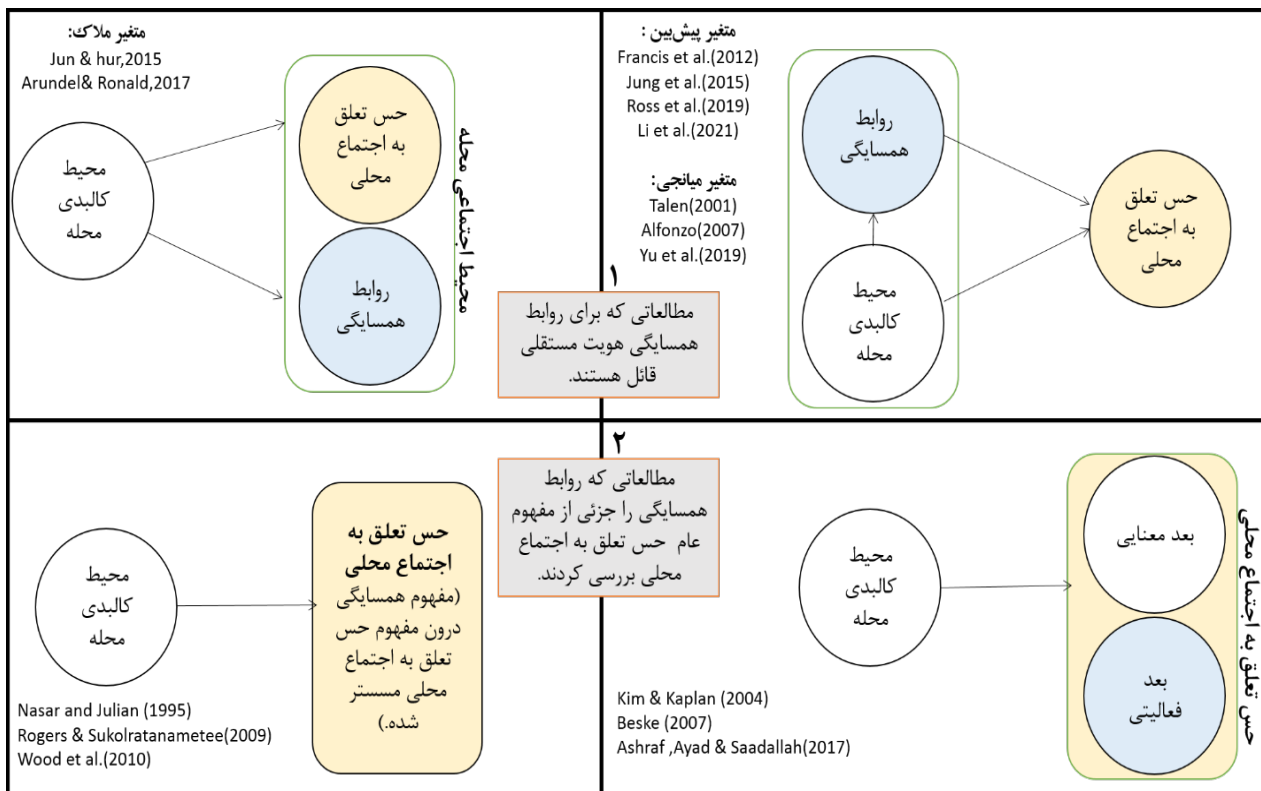 متغیر پیش‌بین :
Francis et al.(2012)
Jung et al.(2015)
Ross et al.(2019)
Li et al.(2021)
متغیر میانجی:
Talen(2001)
Alfonzo(2007)
Yu et al.(2019)
روابط
همسایگی
محیط
کالبدی
محله
حس تعلق
به اجتماع
محلی
متغیر ملاک:
Jun & hur,2015
Arundel& Ronald,2017
محیط
کالبدی
محله
حس تعلق
به اجتماع
محلی
روابط
همسایگی
محیط اجتماعی محله
۱
مطالعاتی که برای روابط
همسایگی هویت مستقلی
قائل هستند.
۲
مطالعاتی که روابط
همسایگی را جزئی از مفهوم
عام حس تعلق به اجتماع
محلی بررسی کردند.
محیط
کالبدی
محله
بعد معنایی
بعد
فعالیتی
حس تعلق به اجتماع محلی
Kim & Kaplan (2004)
Beske (2007)
Ashraf ,Ayad & Saadallah(2017)
محیط
کالبدی
محله
حس تعلق به
اجتماع محلی
(مفهوم همسایگی
درون مفهوم حس
تعلق به اجتماع
محلی مسستر
شده.)
Nasar and Julian (1995)
Rogers & Sukolratanametee(2009)
Wood et al.(2010)